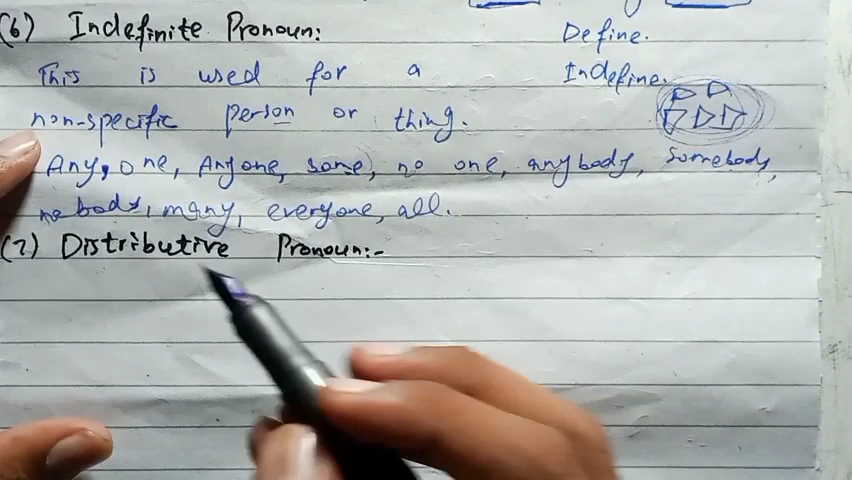 (6) Indefinite Pronoun:
Define.
This is used for a
Indefine.
non-specific person or thing.
Any, one, Anyone, some, no one, anybody, somebody,
nobody, many, everyone, all.
(7) Distributive Pronoun:-